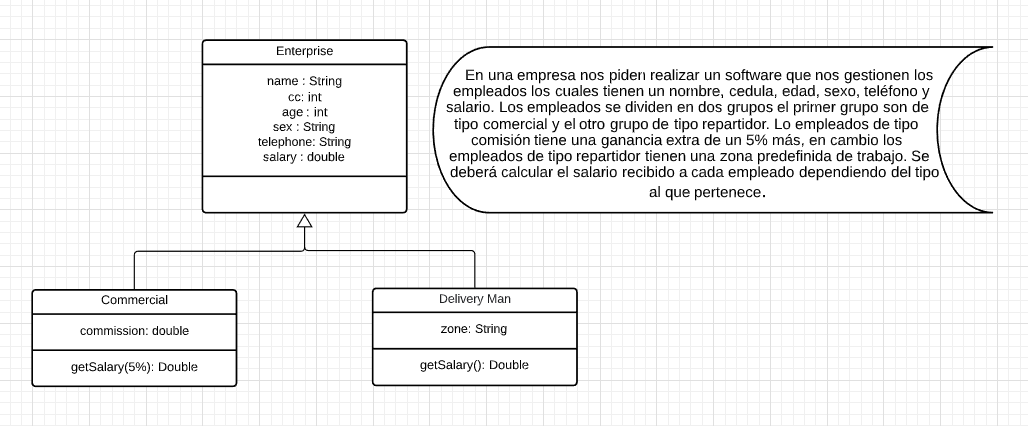 Enterprise
name : String
cc: int
age : int
sex : String
telephone: String
salary : double
En una empresa nos piden realizar un software que nos gestionen los
empleados los cuales tienen un nombre, cedula, edad, sexo, teléfono y
salario. Los empleados se dividen en dos grupos el primer grupo son de
tipo comercial y el otro grupo de tipo repartidor. Lo empleados de tipo
comisión tiene una ganancia extra de un 5% más, en cambio los
empleados de tipo repartidor tienen una zona predefinida de trabajo. Se
deberá calcular el salario recibido a cada empleado dependiendo del tipo
al que pertenece.
Commercial
commission: double
getSalary(5%): Double
Delivery Man
zone: String
getSalary(): Double